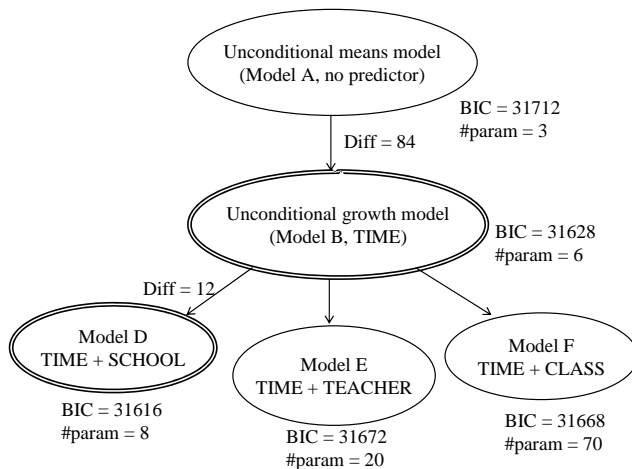 Unconditional means model
(Model A, no predictor)
BIC = 31712
#param = 3
Diff = 84
Unconditional growth model
(Model B, TIME)
BIC = 31628
#param = 6
Diff = 12
Model D
TIME + SCHOOL
Model E
TIME + TEACHER
Model F
TIME + CLASS
BIC = 31616
#param = 8
BIC = 31672
#param = 20
BIC = 31668
#param = 70